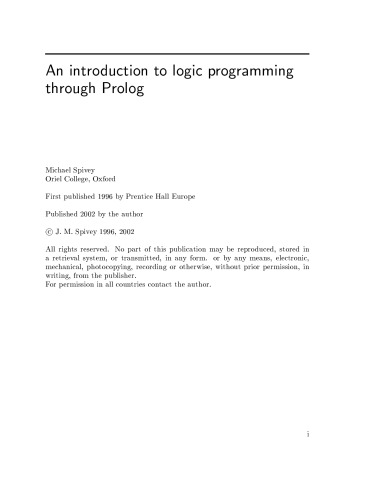 An introduction to logic programming
through Prolog
Michael Spivey
Oriel College, Oxford
First published 1996 by Prentice Hall Europe
Published 2002 by the author
© J. M. Spivey 1996, 2002
All rights reserved. No part of this publication may be reproduced, stored in
a retrieval system, or transmitted, in any form. or by any means, electronic,
mechanical, photocopying, recording or otherwise, without prior permission, in
writing, from the publisher.
For permission in all countries contact the author.
i